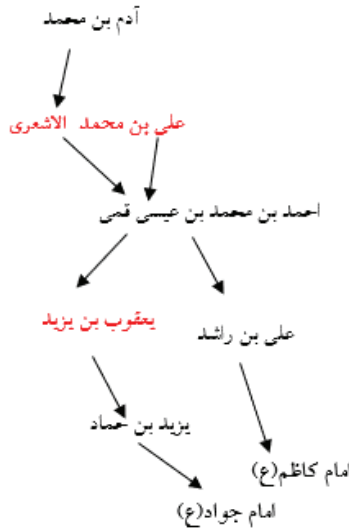 آدم بن محمد
علی بن محمد الاشعری
احمد بن محمد بن عیسی قمی
علی بن راشد
یعقوب بن یزید
یزید بن حماد
امام کاظم(ع)
امام جواد(ع)